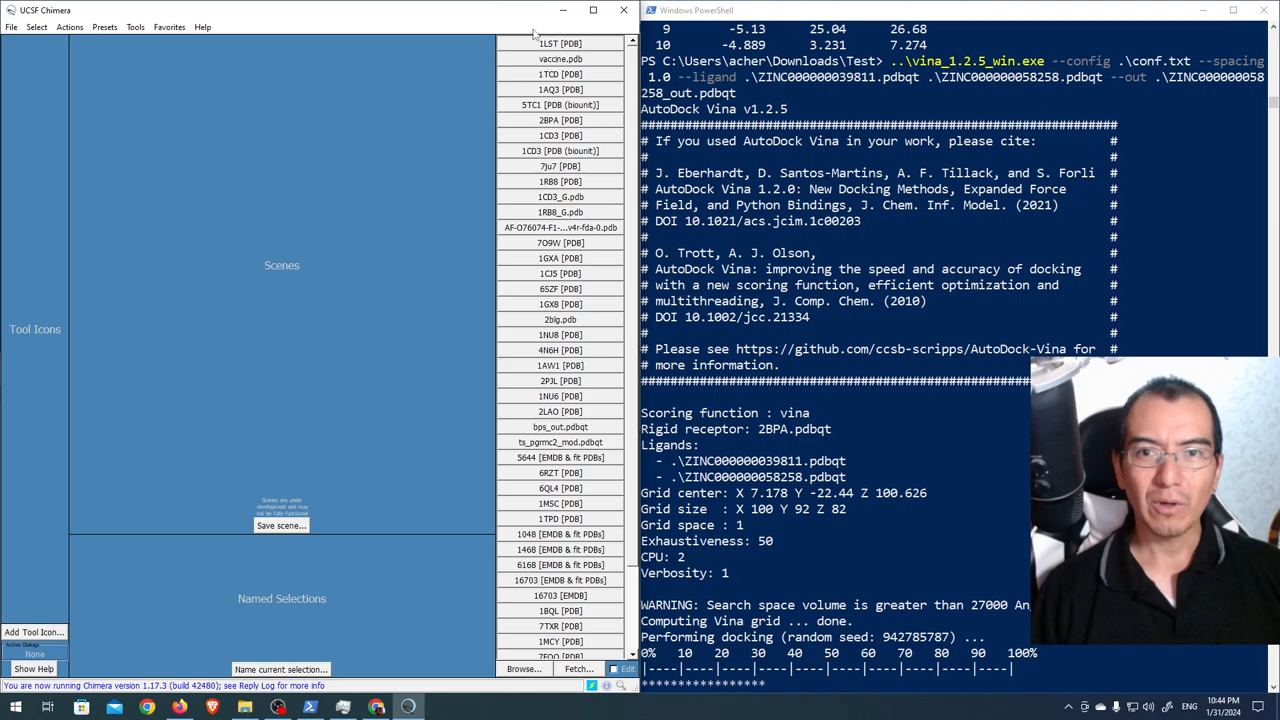 UCSF Chimera
File Select Actions Presets Tools Favorites Help
Tool Icons
Add Tool Icon...
Active Dialogs
None
Show Help
Scenes
Scenes are under
development and may
not be fully functional
Save scene...
Named Selections
Name current selection...
1LST [PDB]
vaccine.pdb
1TCD [PDB]
1AQ3 [PDB]
5TC1 [PDB (biounit)]
2BPA [PDB]
1CD3 [PDB]
1CD3 [PDB (biounit)]
7ju7 [PDB]
1RB8 [PDB]
1CD3_G.pdb
1RB8_G.pdb
AF-O76074-F1-...v4r-fda-0.pdb
7O9W [PDB]
1GXA [PDB]
1CJ5 [PDB]
6SZF [PDB]
1GX8 [PDB]
2big.pdb
1NU8 [PDB]
4N6H [PDB]
1AW1 [PDB]
2PJL [PDB]
1NU6 [PDB]
2LAO [PDB]
bps_out.pdbqt
ts_pgrmc2_mod.pdbqt
5644 [EMDB & fit PDBs]
6RZT [PDB]
6QL4 [PDB]
1MSC [PDB]
1TPD [PDB]
1048 [EMDB & fit PDBs]
1468 [EMDB & fit PDBs]
6168 [EMDB & fit PDBs]
16703 [EMDB & fit PDBs]
16703 [EMDB]
1BQL [PDB]
7TXR [PDB]
1MCY [PDB]
Browse... Fetch... Edit
You are now running Chimera version 1.17.3 (build 42480); see Reply Log for more info
Windows PowerShell
9 -5.13 25.04 26.68
10 -4.889 3.231 7.274
PS C:\Users\acher\Downloads\Test> ..\vina_1.2.5_win.exe --config .\conf.txt --spacing
1.0 --ligand .\ZINC000000039811.pdbqt .\ZINC000000058258.pdbqt --out .\ZINC000000058
258_out.pdbqt
AutoDock Vina v1.2.5
#################################################################
# If you used AutoDock Vina in your work, please cite: #
# #
# J. Eberhardt, D. Santos-Martins, A. F. Tillack, and S. Forli #
# AutoDock Vina 1.2.0: New Docking Methods, Expanded Force #
# Field, and Python Bindings, J. Chem. Inf. Model. (2021) #
# DOI 10.1021/acs.jcim.1c00203 #
# #
# O. Trott, A. J. Olson, #
# AutoDock Vina: improving the speed and accuracy of docking #
# with a new scoring function, efficient optimization and #
# multithreading, J. Comp. Chem. (2010) #
# DOI 10.1002/jcc.21334 #
# #
# Please see https://github.com/ccsb-scripps/AutoDock-Vina for #
# more information. #
#################################################################
Scoring function : vina
Rigid receptor: 2BPA.pdbqt
Ligands:
- .\ZINC000000039811.pdbqt
- .\ZINC000000058258.pdbqt
Grid center: X 7.178 Y -22.44 Z 100.626
Grid size : X 100 Y 92 Z 82
Grid space : 1
Exhaustiveness: 50
CPU: 2
Verbosity: 1
WARNING: Search space volume is greater than 27000
Computing Vina grid ... done.
Performing docking (random seed: 942785787) ...
0% 10 20 30 40 50 60 70 80 90 100%
|----|----|----|----|----|----|----|----|----|----|
*****************
ENG
10:44 PM
1/31/2024